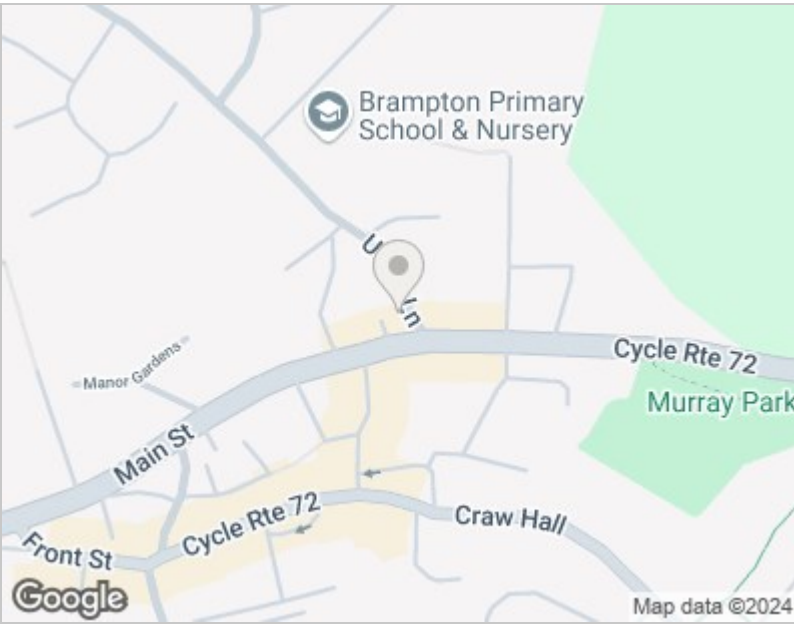 Brampton Primary
School & Nursery
Cycle Rte 72
Murray Park
Manor Gardens
Main St
Cycle Rte 72
Craw Hall
Front St
Google
Map data ©2024